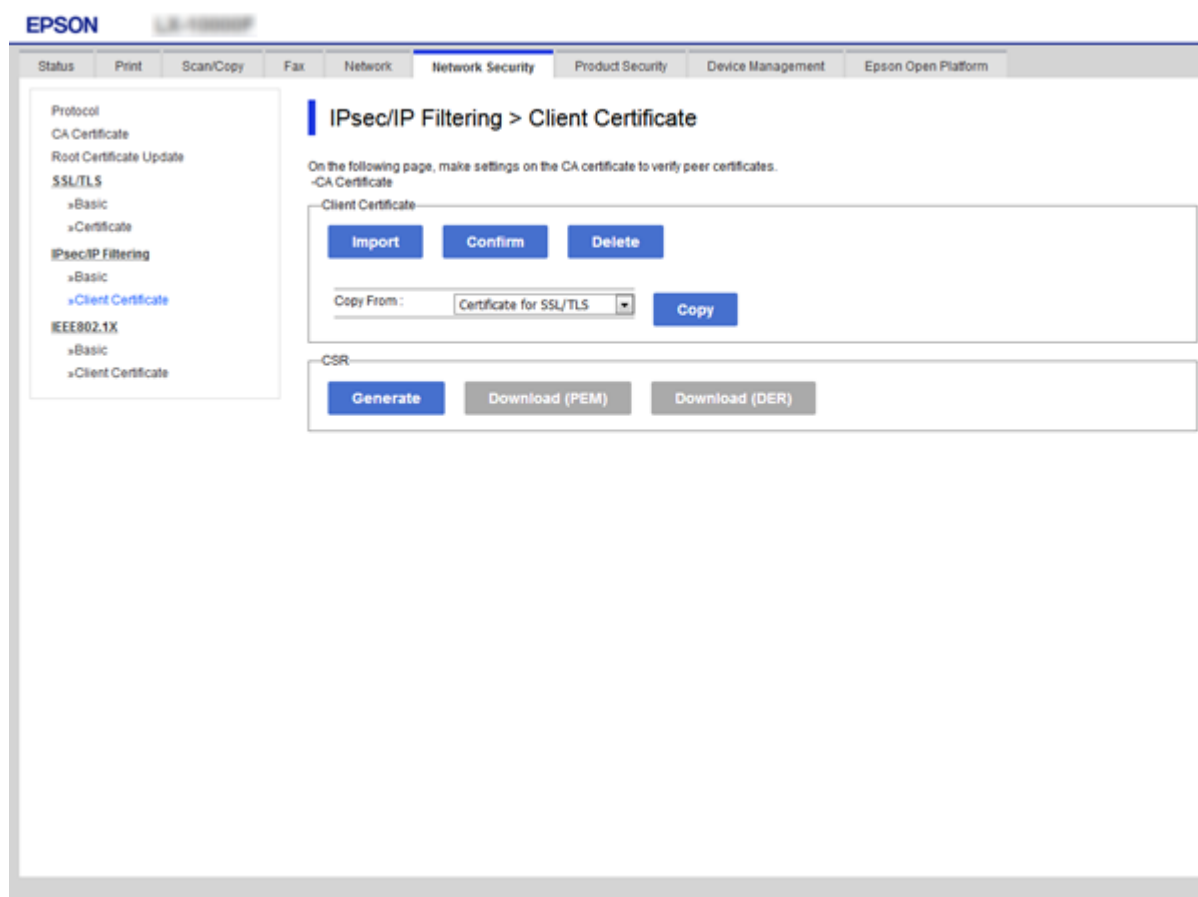 EPSON
Status Print Scan/Copy Fax Network Network Security Product Security Device Management Epson Open Platform
Protocol
CA Certificate
Root Certificate Update
SSL/TLS
»Basic
»Certificate
IPsec/IP Filtering
»Basic
»Client Certificate
IEEE802.1X
»Basic
»Client Certificate
IPsec/IP Filtering > Client Certificate
On the following page, make settings on the CA certificate to verify peer certificates.
-CA Certificate
Client Certificate
Import Confirm Delete
Copy From : Certificate for SSL/TLS Copy
CSR
Generate Download (PEM) Download (DER)